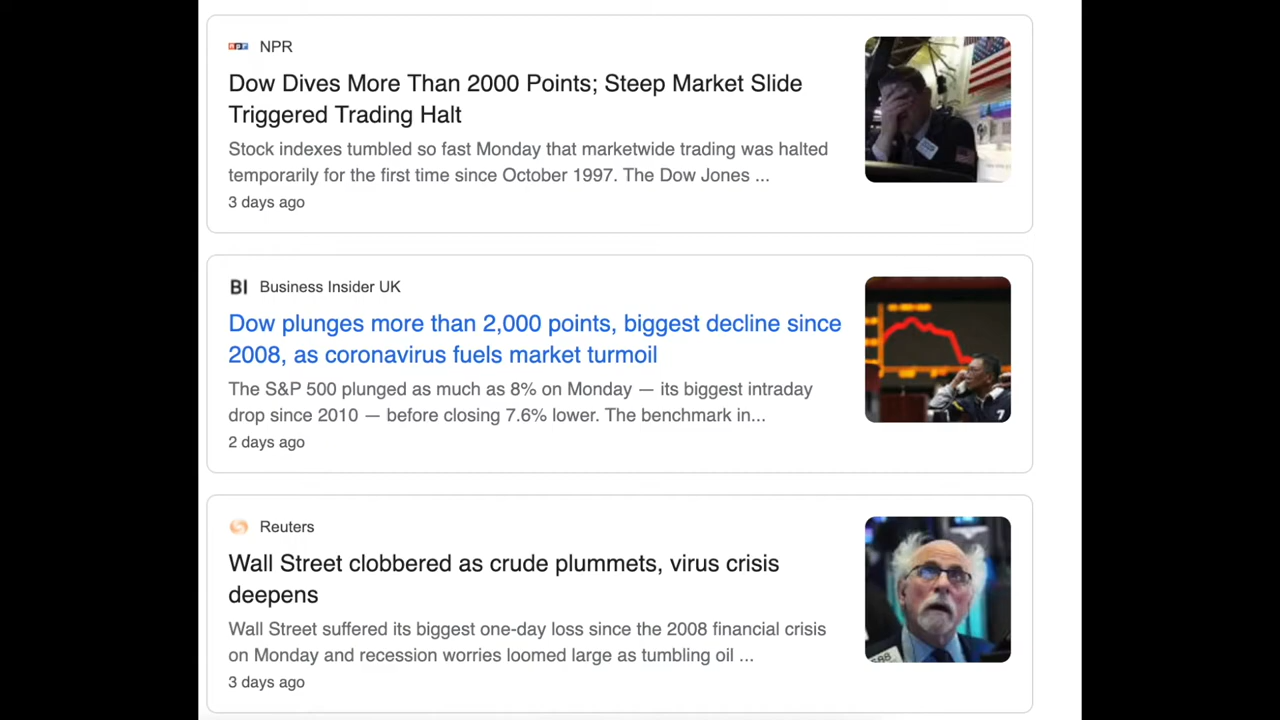 NPR
Dow Dives More Than 2000 Points; Steep Market Slide
Triggered Trading Halt
Stock indexes tumbled so fast Monday that marketwide trading was halted
temporarily for the first time since October 1997. The Dow Jones ...
3 days ago
BI Business Insider UK
Dow plunges more than 2,000 points, biggest decline since
2008, as coronavirus fuels market turmoil
The S&P 500 plunged as much as 8% on Monday — its biggest intraday
drop since 2010 — before closing 7.6% lower. The benchmark in...
2 days ago
Reuters
Wall Street clobbered as crude plummets, virus crisis
deepens
Wall Street suffered its biggest one-day loss since the 2008 financial crisis
on Monday and recession worries loomed large as tumbling oil ...
3 days ago